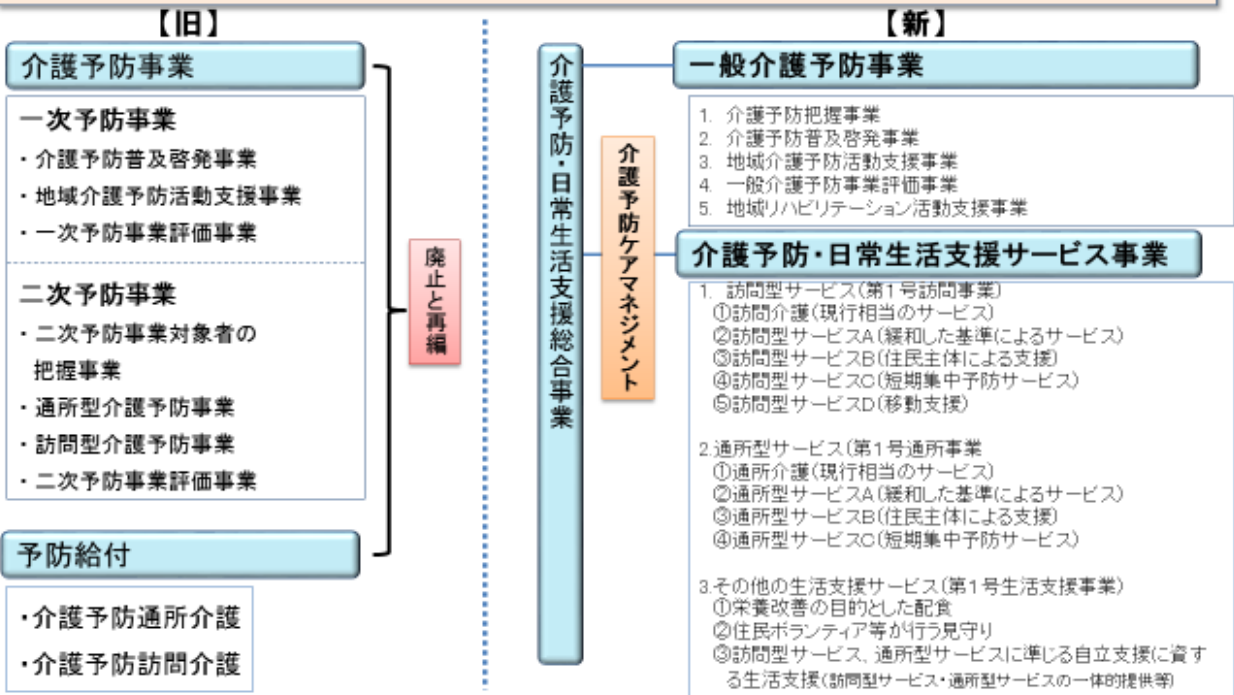 【旧】
介護予防事業
一次予防事業
・介護予防普及啓発事業
・地域介護予防活動支援事業
・一次予防事業評価事業
二次予防事業
・二次予防事業対象者の
把握事業
・通所型介護予防事業
・訪問型介護予防事業
・二次予防事業評価事業
予防給付
・介護予防通所介護
・介護予防訪問介護
廃止と再編
【新】
介護予防・日常生活支援総合事業
介護予防ケアマネジメント
一般介護予防事業
1. 介護予防把握事業
2. 介護予防普及啓発事業
3. 地域介護予防活動支援事業
4. 一般介護予防事業評価事業
5. 地域リハビリテーション活動支援事業
介護予防・日常生活支援サービス事業
1. 訪問型サービス(第1号訪問事業)
①訪問介護(現行相当のサービス)
②訪問型サービスA(緩和した基準によるサービス)
③訪問型サービスB(住民主体による支援)
④訪問型サービスC(短期集中予防サービス)
⑤訪問型サービスD(移動支援)
2.通所型サービス(第1号通所事業
①通所介護(現行相当のサービス)
②通所型サービスA(緩和した基準によるサービス)
③通所型サービスB(住民主体による支援)
④通所型サービスC(短期集中予防サービス)
3.その他の生活支援サービス(第1号生活支援事業)
①栄養改善の目的とした配食
②住民ボランティア等が行う見守り
③訪問型サービス、通所型サービスに準じる自立支援に資す
る生活支援(訪問型サービス・通所型サービスの一体的提供等)